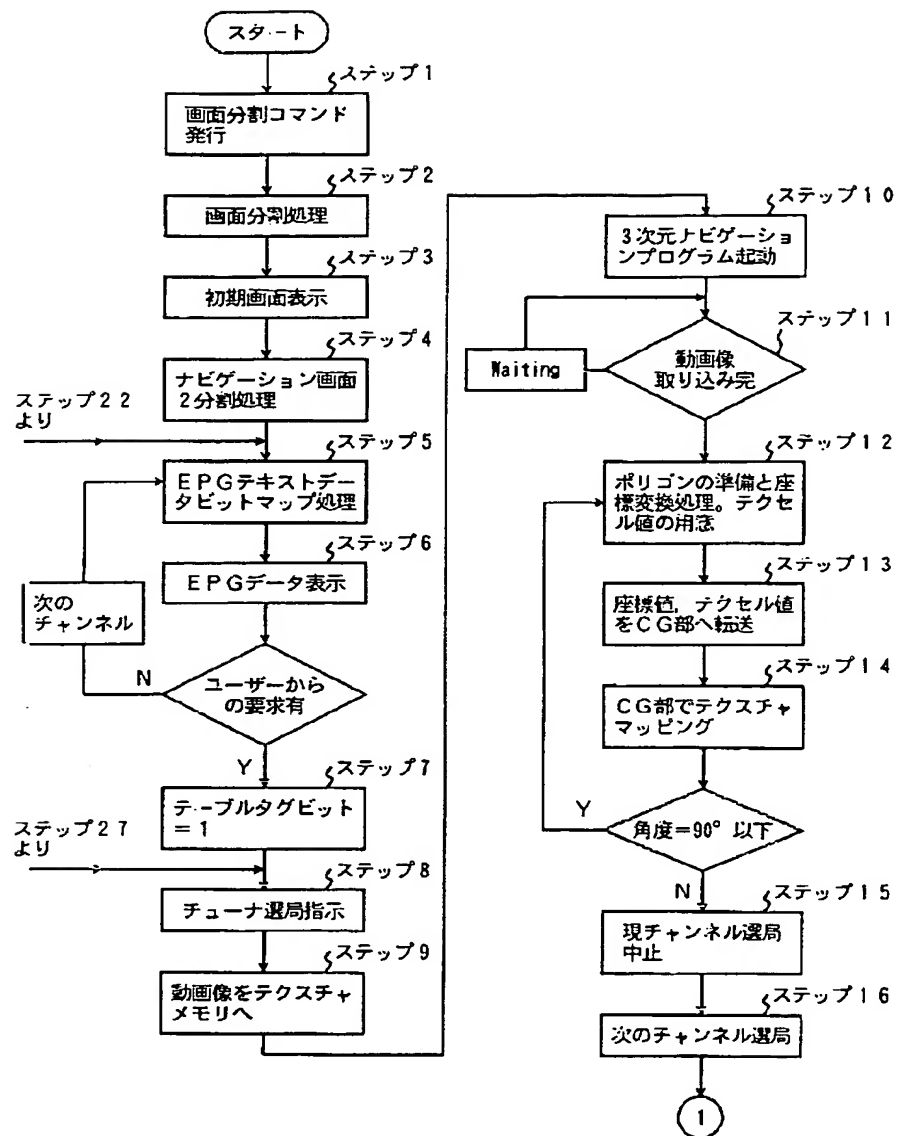 スタート
ステップ1
画面分割コマンド
発行
ステップ2
画面分割処理
ステップ3
初期画面表示
ステップ4
ナビゲーション画面
2分割処理
ステップ22
より
ステップ5
EPGテキストデー
タビットマップ処理
ステップ6
EPGデータ表示
次の
チャンネル
N
ユーザーから
の要求有
Y
ステップ7
テーブルタグビット
=1
ステップ27
より
ステップ8
チューナ選局指示
ステップ9
動画像をテクスチャ
メモリへ
ステップ10
3次元ナビゲーショ
ンプログラム起動
ステップ11
Waiting
動画像
取り込み完
ステップ12
ポリゴンの準備と座
標変換処理。テク
セル値の用意
ステップ13
座標値,テクセル値
をCG部へ転送
ステップ14
CG部でテクスチャ
マッピング
Y
角度=90° 以下
N
ステップ15
現チャンネル選局
中止
ステップ16
次のチャンネル選局
1